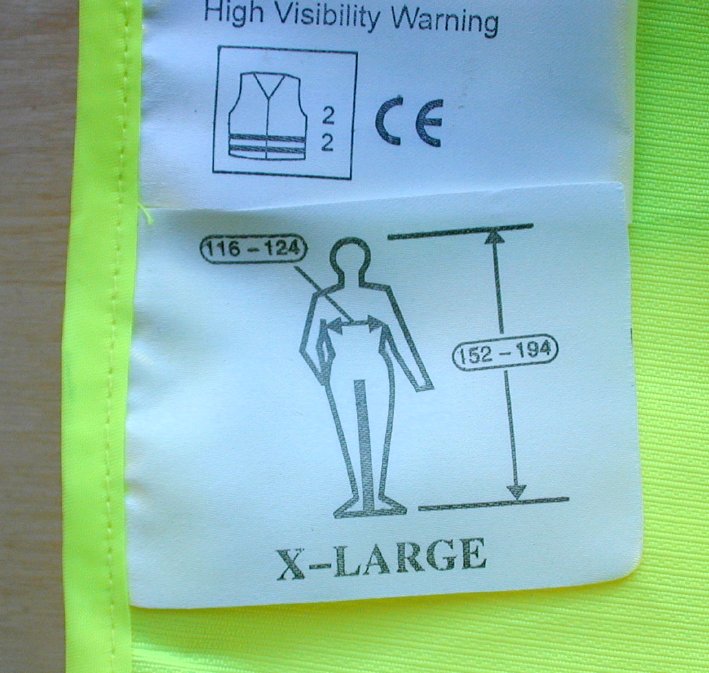 High Visibility Warning
2
2
CE
116 – 124
152 – 194
X–LARGE